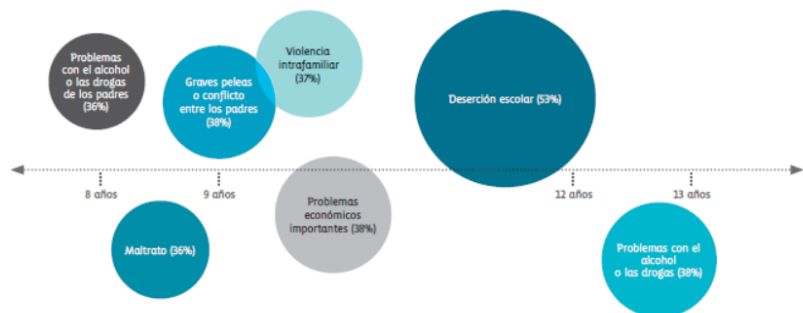 Problemas
con el alcohol
o las drogas
de los padres
(36%)
Graves peleas
o conflicto
entre los padres
(38%)
Violencia
intrafamiliar
(37%)
Deserción escolar (53%)
8 años
9 años
12 años
13 años
Maltrato (36%)
Problemas
económicos
importantes (38%)
Problemas con el
alcohol
o las drogas (38%)